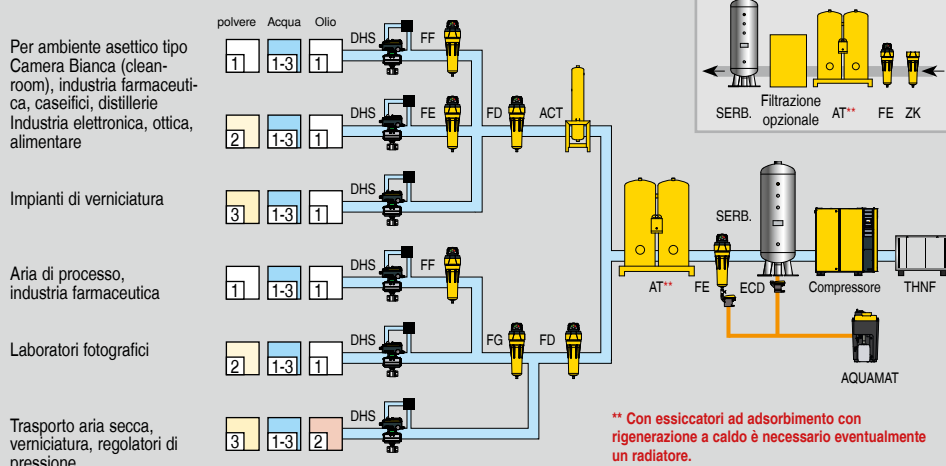 polvere Acqua Olio
Per ambiente asettico tipo
Camera Bianca (clean-
room), industria farmaceuti-
ca, caseifici, distillerie
Industria elettronica, ottica,
alimentare
1 1-3 1 DHS FF
2 1-3 1 DHS FE FD ACT
Impianti di verniciatura
3 1-3 1 DHS
Aria di processo,
industria farmaceutica
1 1-3 1 DHS FF
Laboratori fotografici
2 1-3 1 DHS FG FD
Trasporto aria secca,
verniciatura, regolatori di
pressione
3 1-3 2 DHS
SERB. Filtrazione
opzionale AT** FE ZK
SERB.
AT** FE ECD Compressore THNF
AQUAMAT
** Con essiccatori ad adsorbimento con
rigenerazione a caldo è necessario eventualmente
un radiatore.